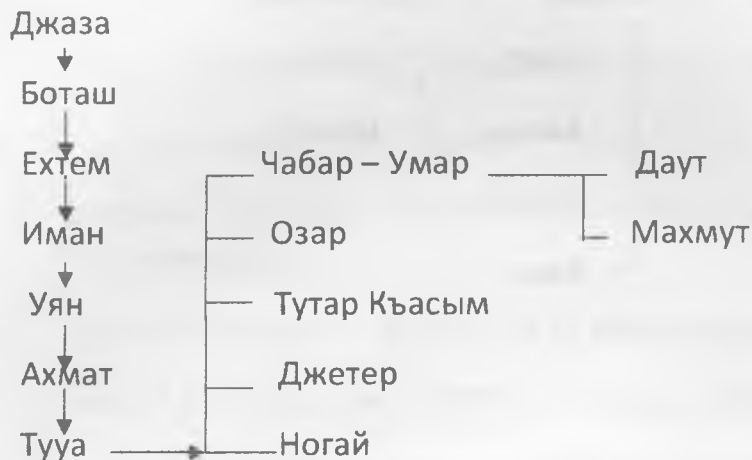 Джаза
Боташ
Ехтем Чабар – Умар Даут
Иман Озар Махмут
Уян Тутар Къасым
Ахмат Джетер
Тууа Ногай